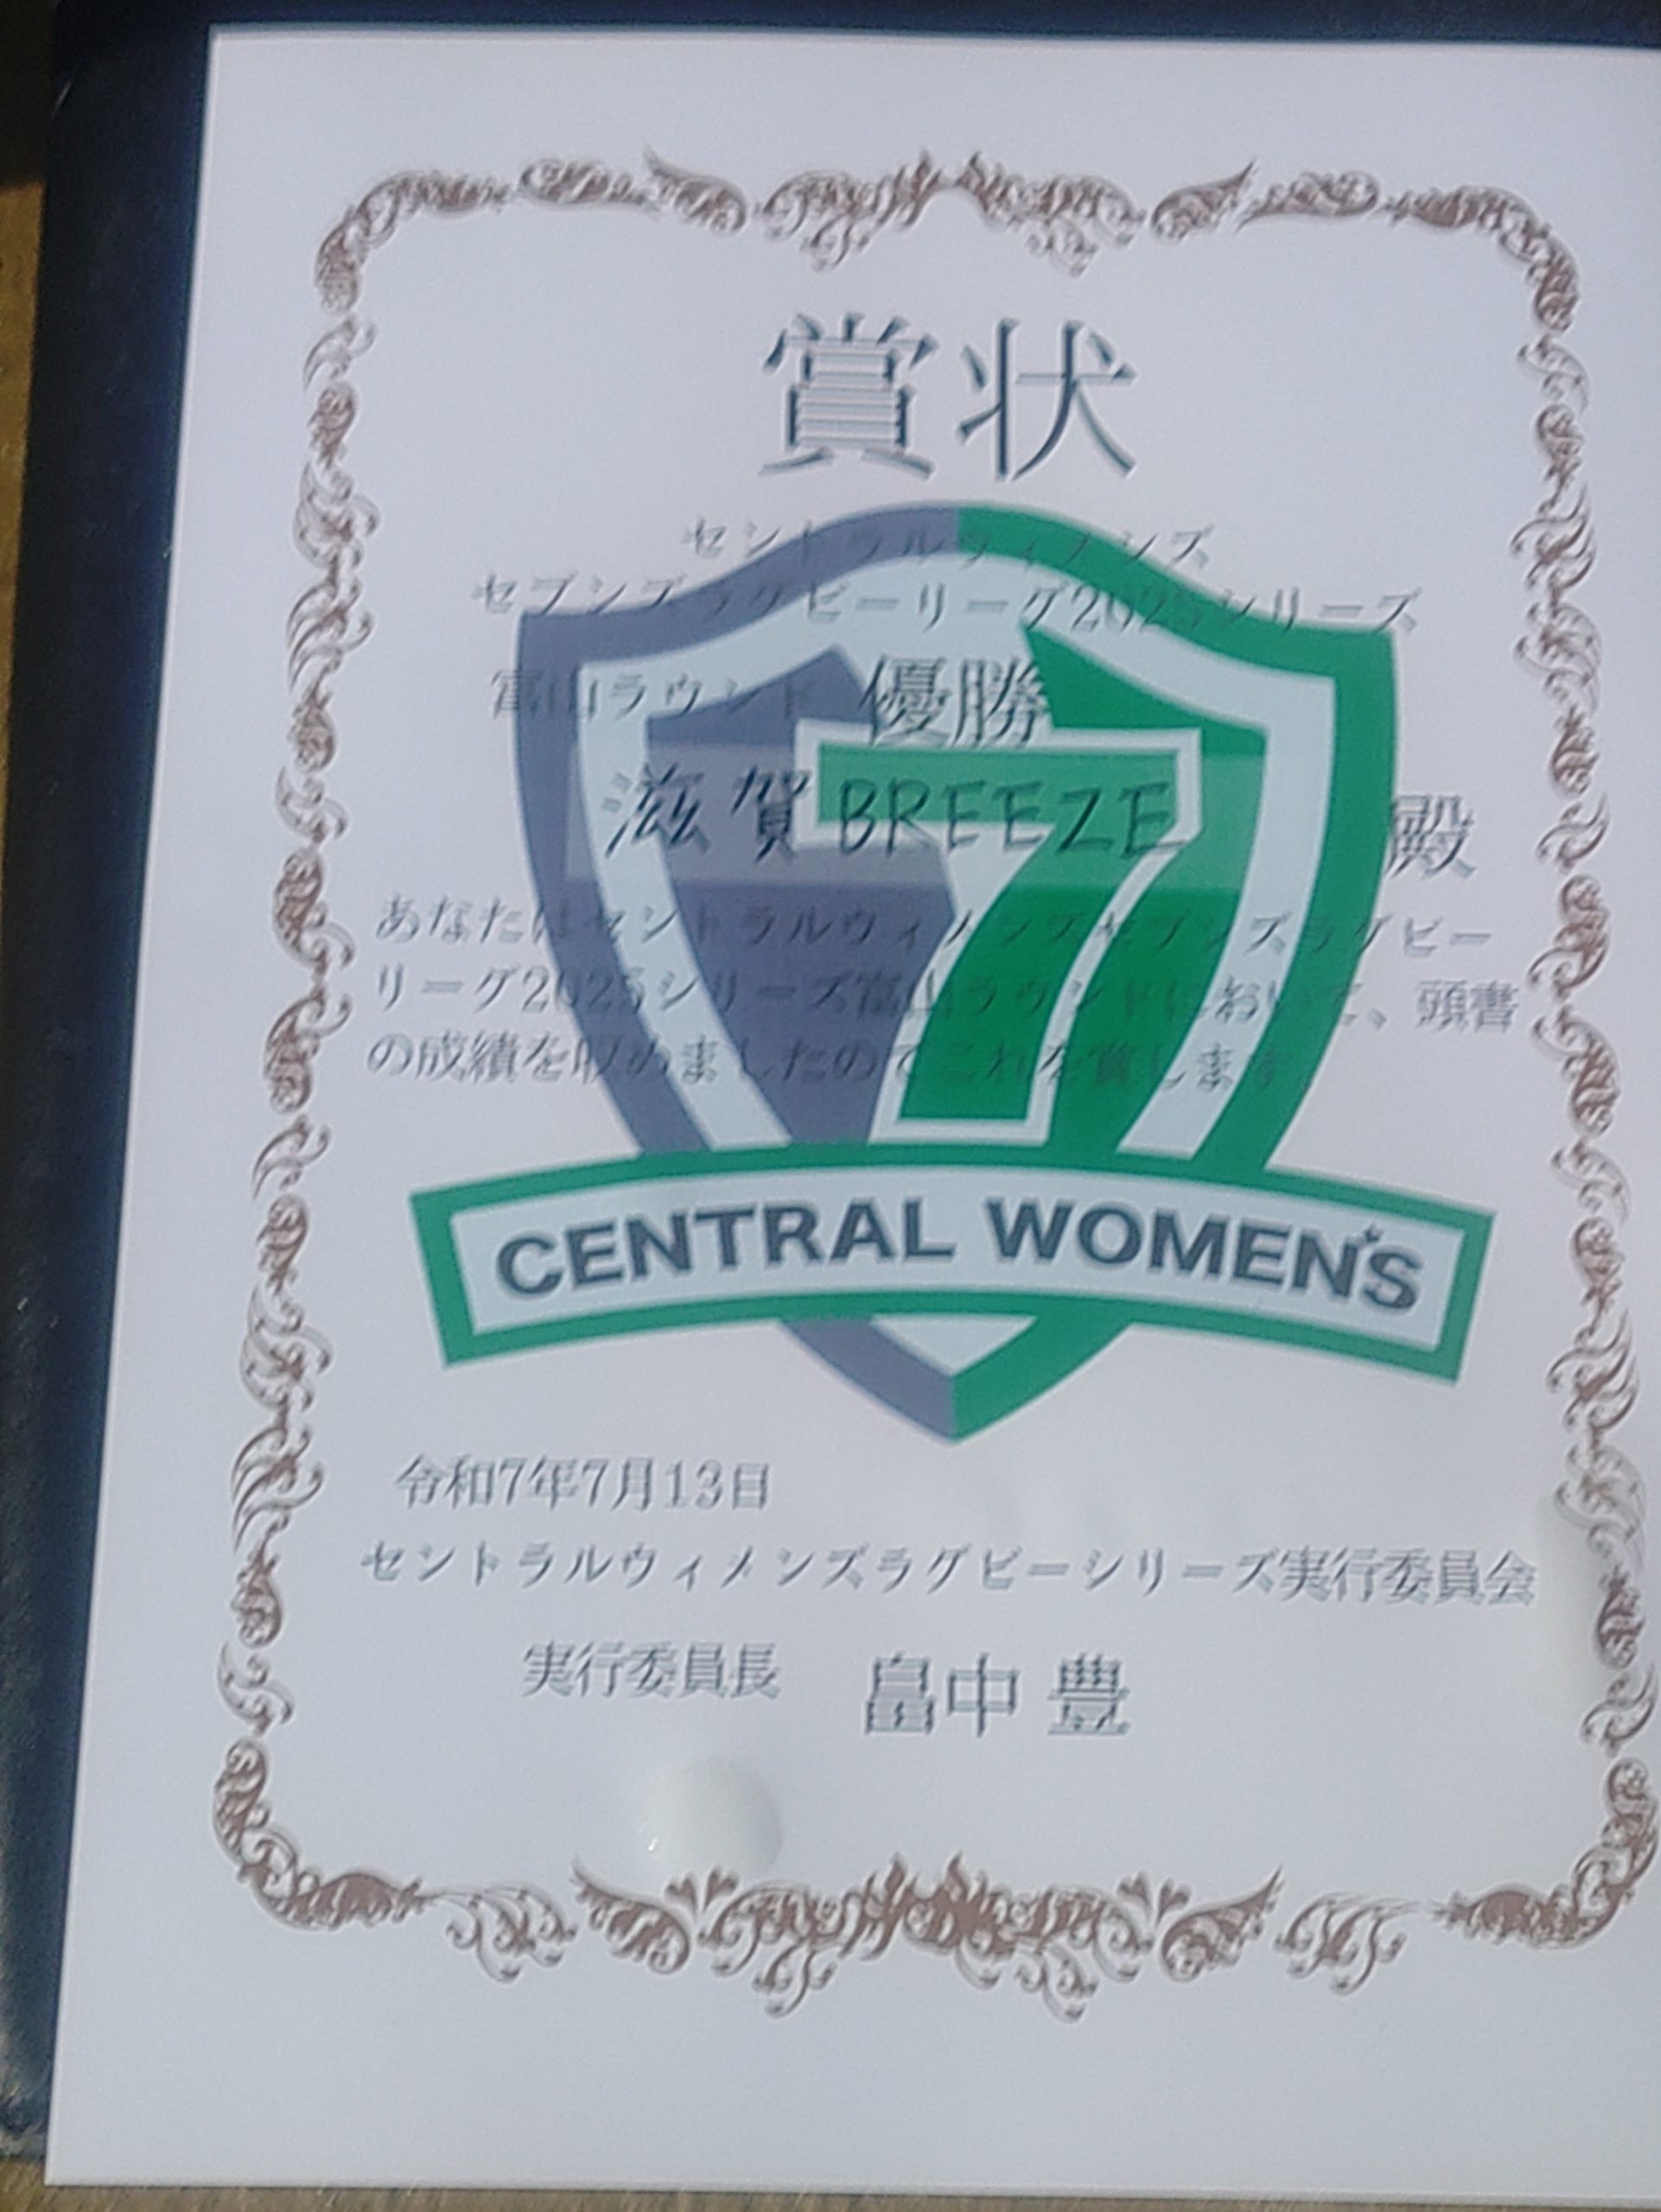 賞状
セントラルウィメンズ
セブンズラグビーリーグ2025シリーズ
富山ラウンド 優勝
滋賀BREEZE 殿
あなたはセントラルウィメンズセブンズラグビー
リーグ2025シリーズ富山ラウンドにおいて、頭書
の成績を収めましたのでこれを賞します
7
CENTRAL WOMEN'S
令和7年7月13日
セントラルウィメンズラグビーシリーズ実行委員会
実行委員長 畠中 豊